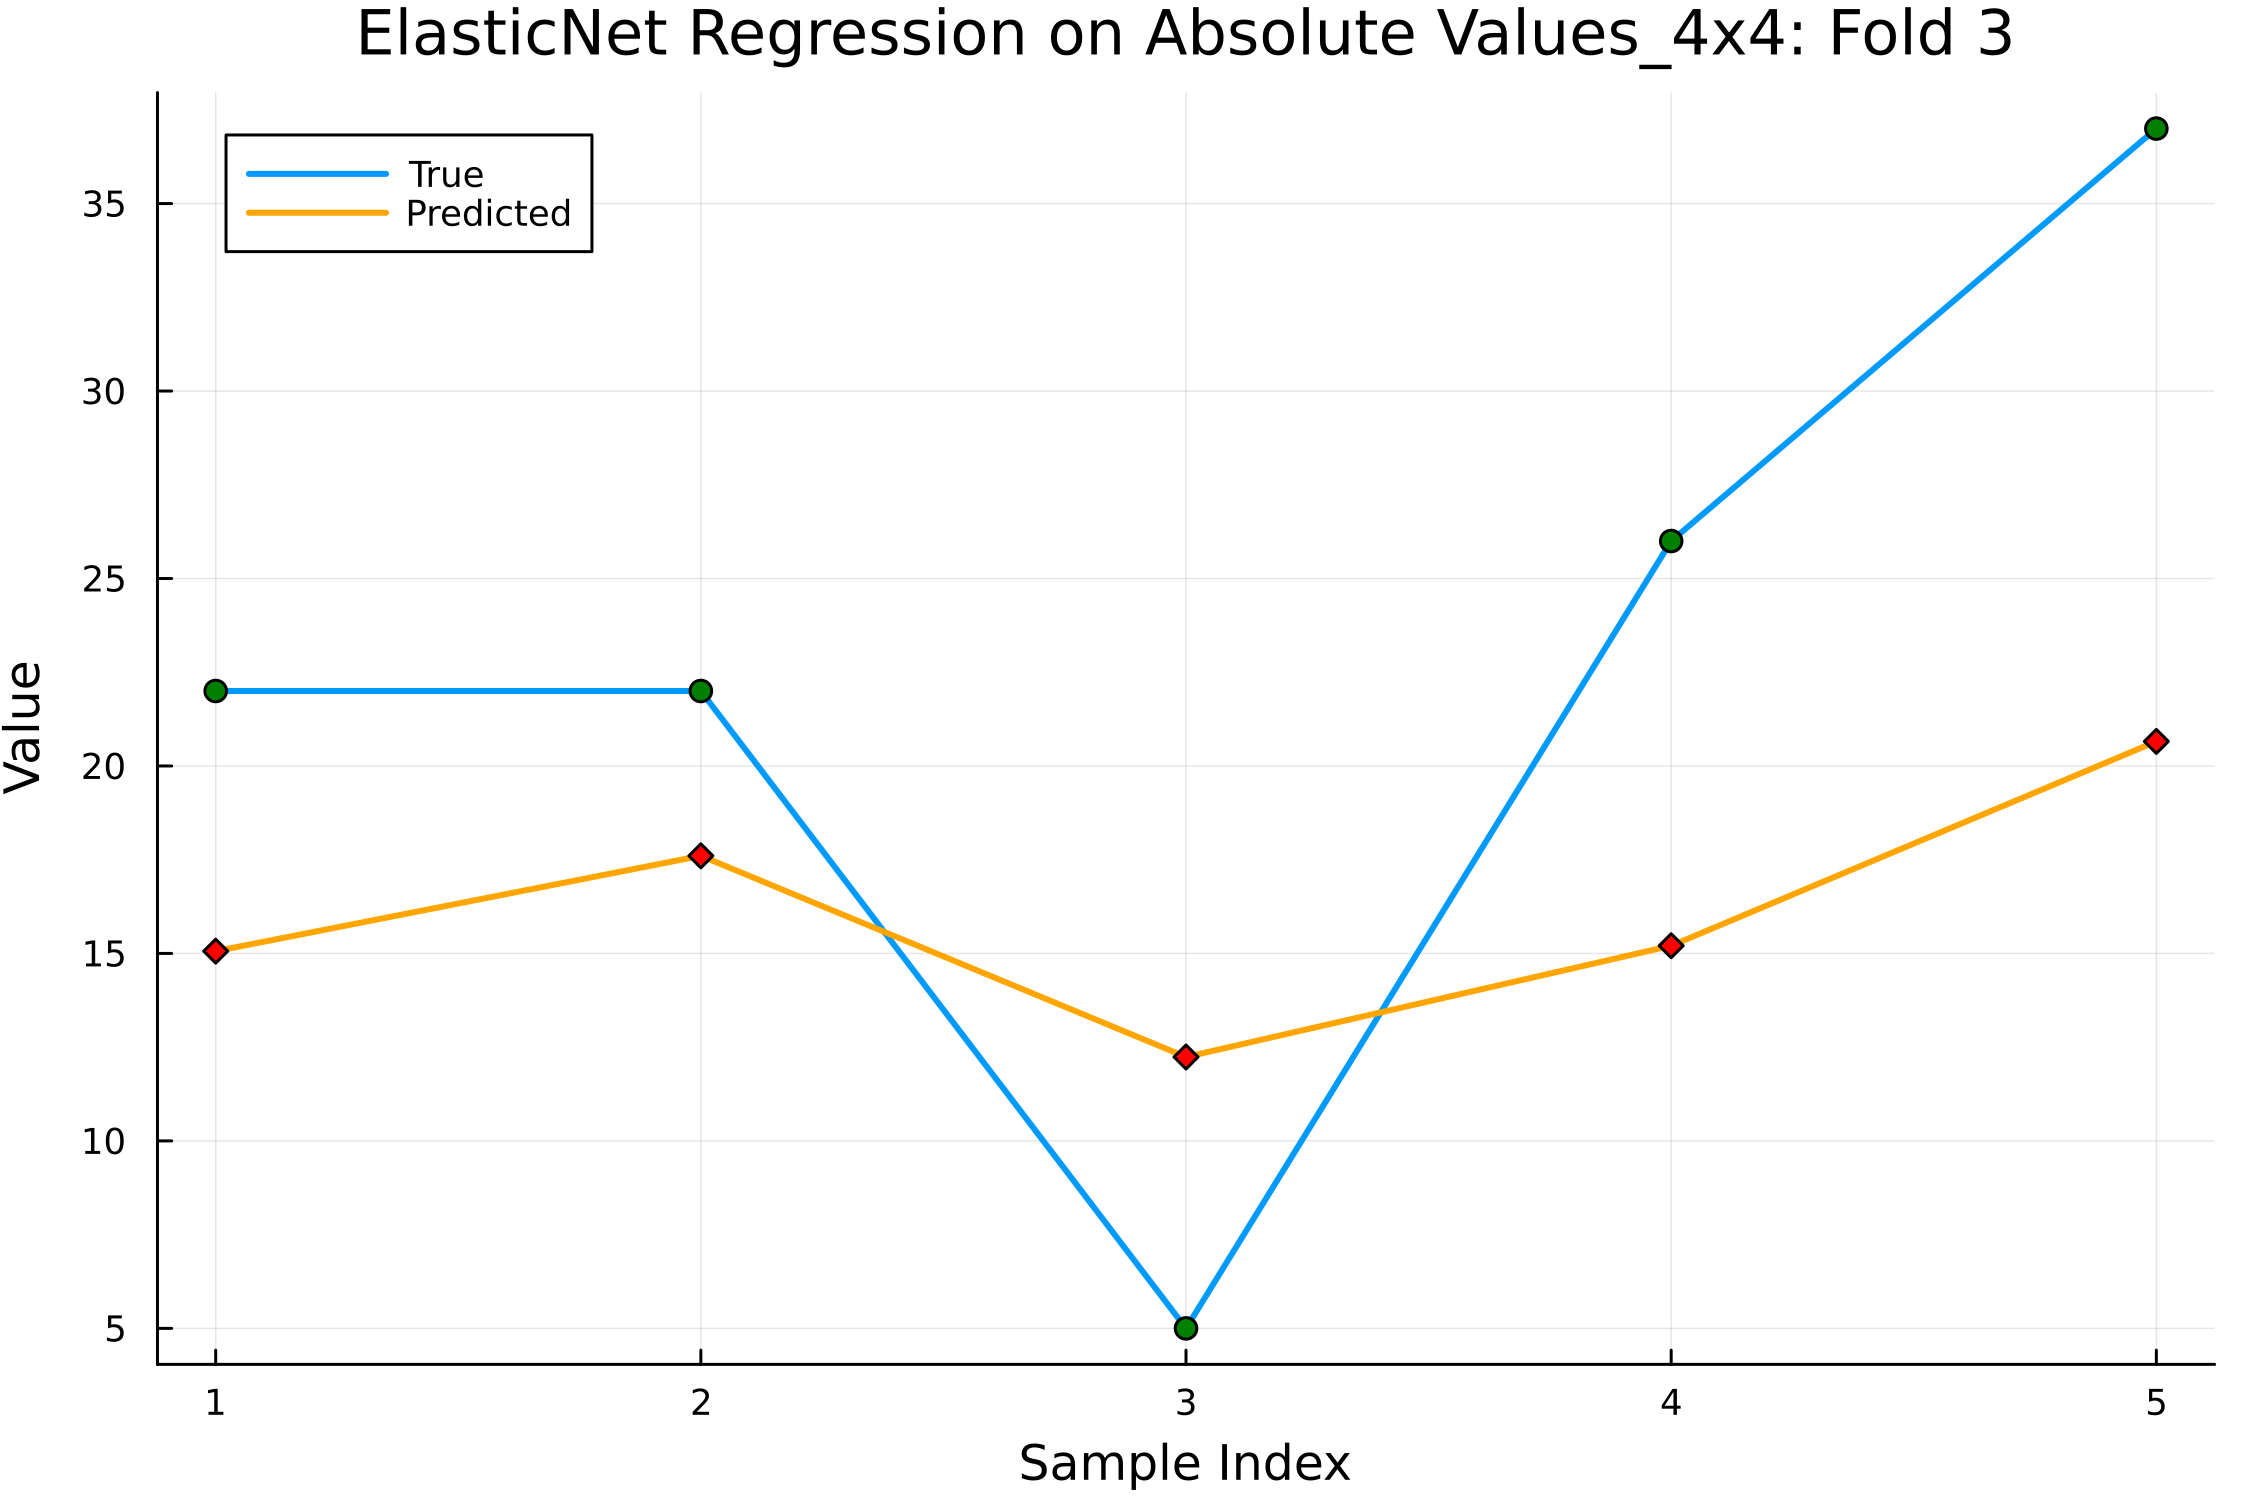 ElasticNet Regression on Absolute Values_4x4: Fold 3
True
Predicted
35
30
25
20
15
10
5
Value
1 2 3 4 5
Sample Index